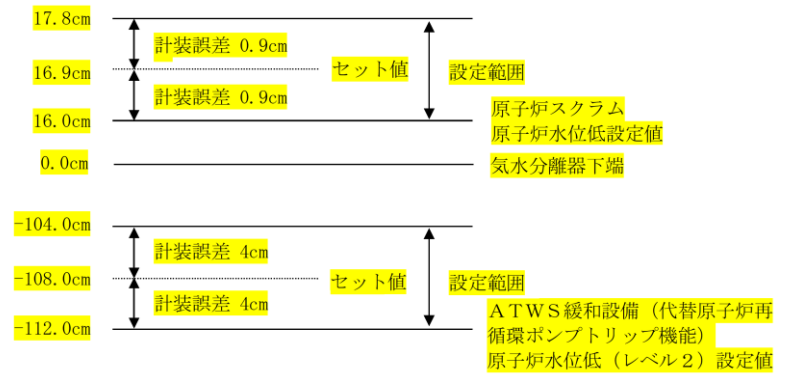 17.8cm
計装誤差 0.9cm
16.9cm
セット値
設定範囲
計装誤差 0.9cm
16.0cm
原子炉スクラム
原子炉水位低設定値
0.0cm
気水分離器下端
-104.0cm
計装誤差 4cm
-108.0cm
セット値
設定範囲
計装誤差 4cm
-112.0cm
ATWS緩和設備（代替原子炉再
循環ポンプトリップ機能）
原子炉水位低（レベル２）設定値